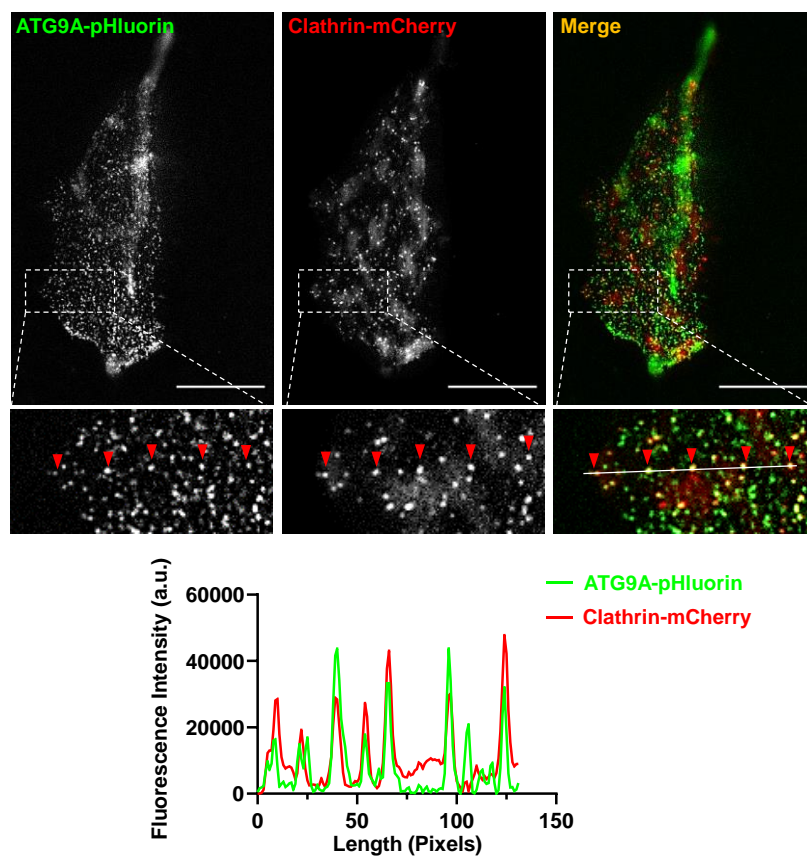 ATG9A-pHluorin
Clathrin-mCherry
Merge
ATG9A-pHluorin
Clathrin-mCherry
Fluorescence Intensity (a.u.)
60000
40000
20000
0
0
50
100
150
Length (Pixels)